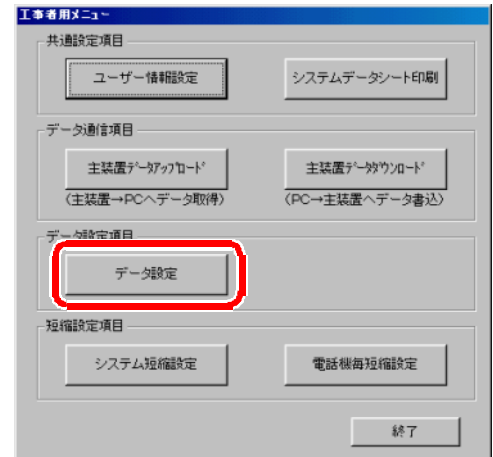 工事者用メニュー
共通設定項目
ユーザー情報設定
システムデータシート印刷
データ通信項目
主装置ﾃﾞｰﾀｱｯﾌﾟﾛｰﾄﾞ
主装置ﾃﾞｰﾀﾀﾞｳﾝﾛｰﾄﾞ
(主装置→PCへデータ取得)
(PC→主装置へデータ書込)
データ設定項目
データ設定
短縮設定項目
システム短縮設定
電話機毎短縮設定
終了